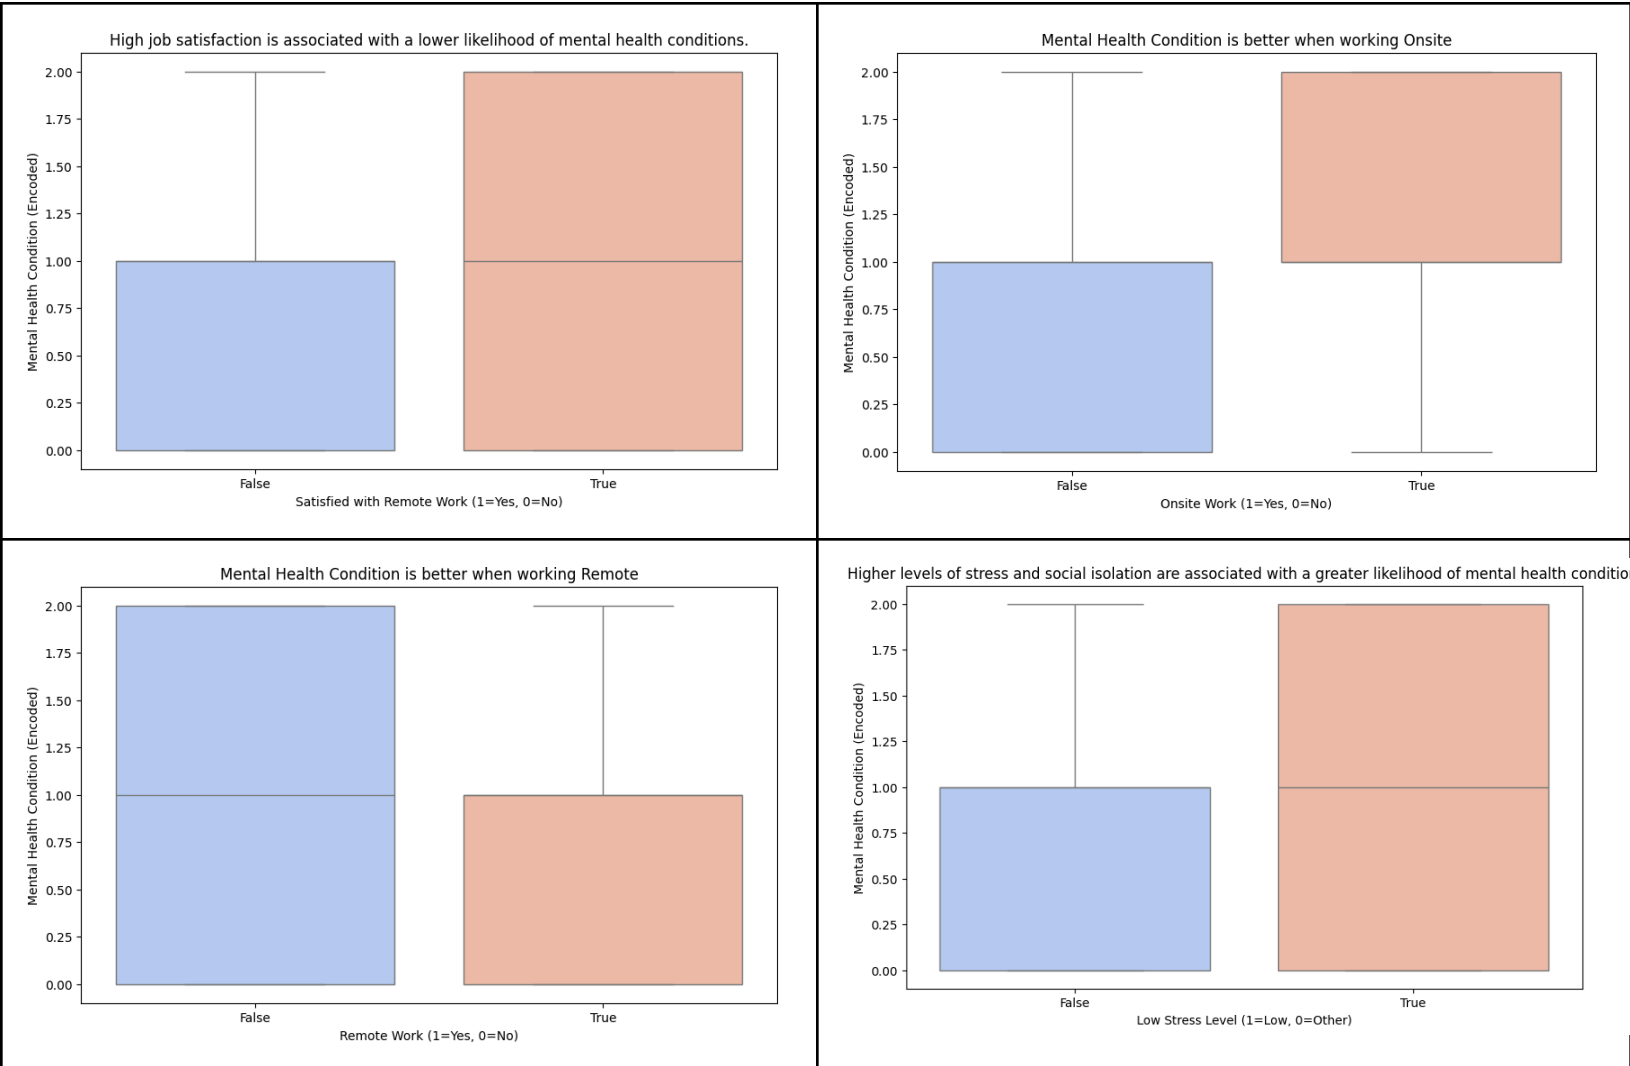 High job satisfaction is associated with a lower likelihood of mental health conditions.
2.00
1.75
1.50
1.25
1.00
0.75
0.50
0.25
0.00
Mental Health Condition (Encoded)
False
True
Satisfied with Remote Work (1=Yes, 0=No)
Mental Health Condition is better when working Onsite
2.00
1.75
1.50
1.25
1.00
0.75
0.50
0.25
0.00
Mental Health Condition (Encoded)
False
True
Onsite Work (1=Yes, 0=No)
Mental Health Condition is better when working Remote
2.00
1.75
1.50
1.25
1.00
0.75
0.50
0.25
0.00
Mental Health Condition (Encoded)
False
True
Remote Work (1=Yes, 0=No)
Higher levels of stress and social isolation are associated with a greater likelihood of mental health conditio
2.00
1.75
1.50
1.25
1.00
0.75
0.50
0.25
0.00
Mental Health Condition (Encoded)
False
True
Low Stress Level (1=Low, 0=Other)